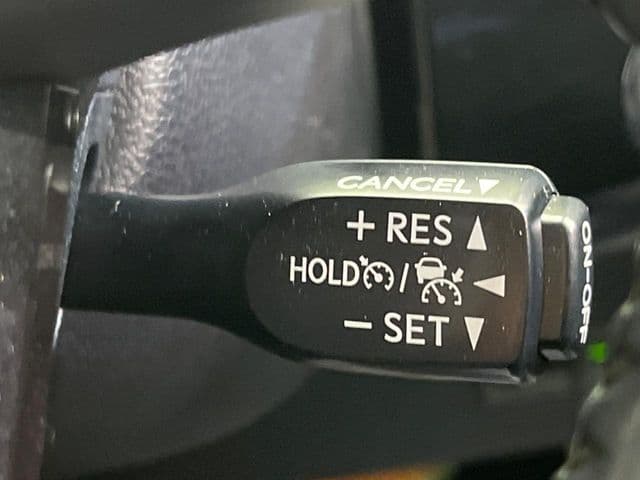 CANCEL▼
+ RES ▲
HOLD / ◀
− SET ▼
ON-OFF